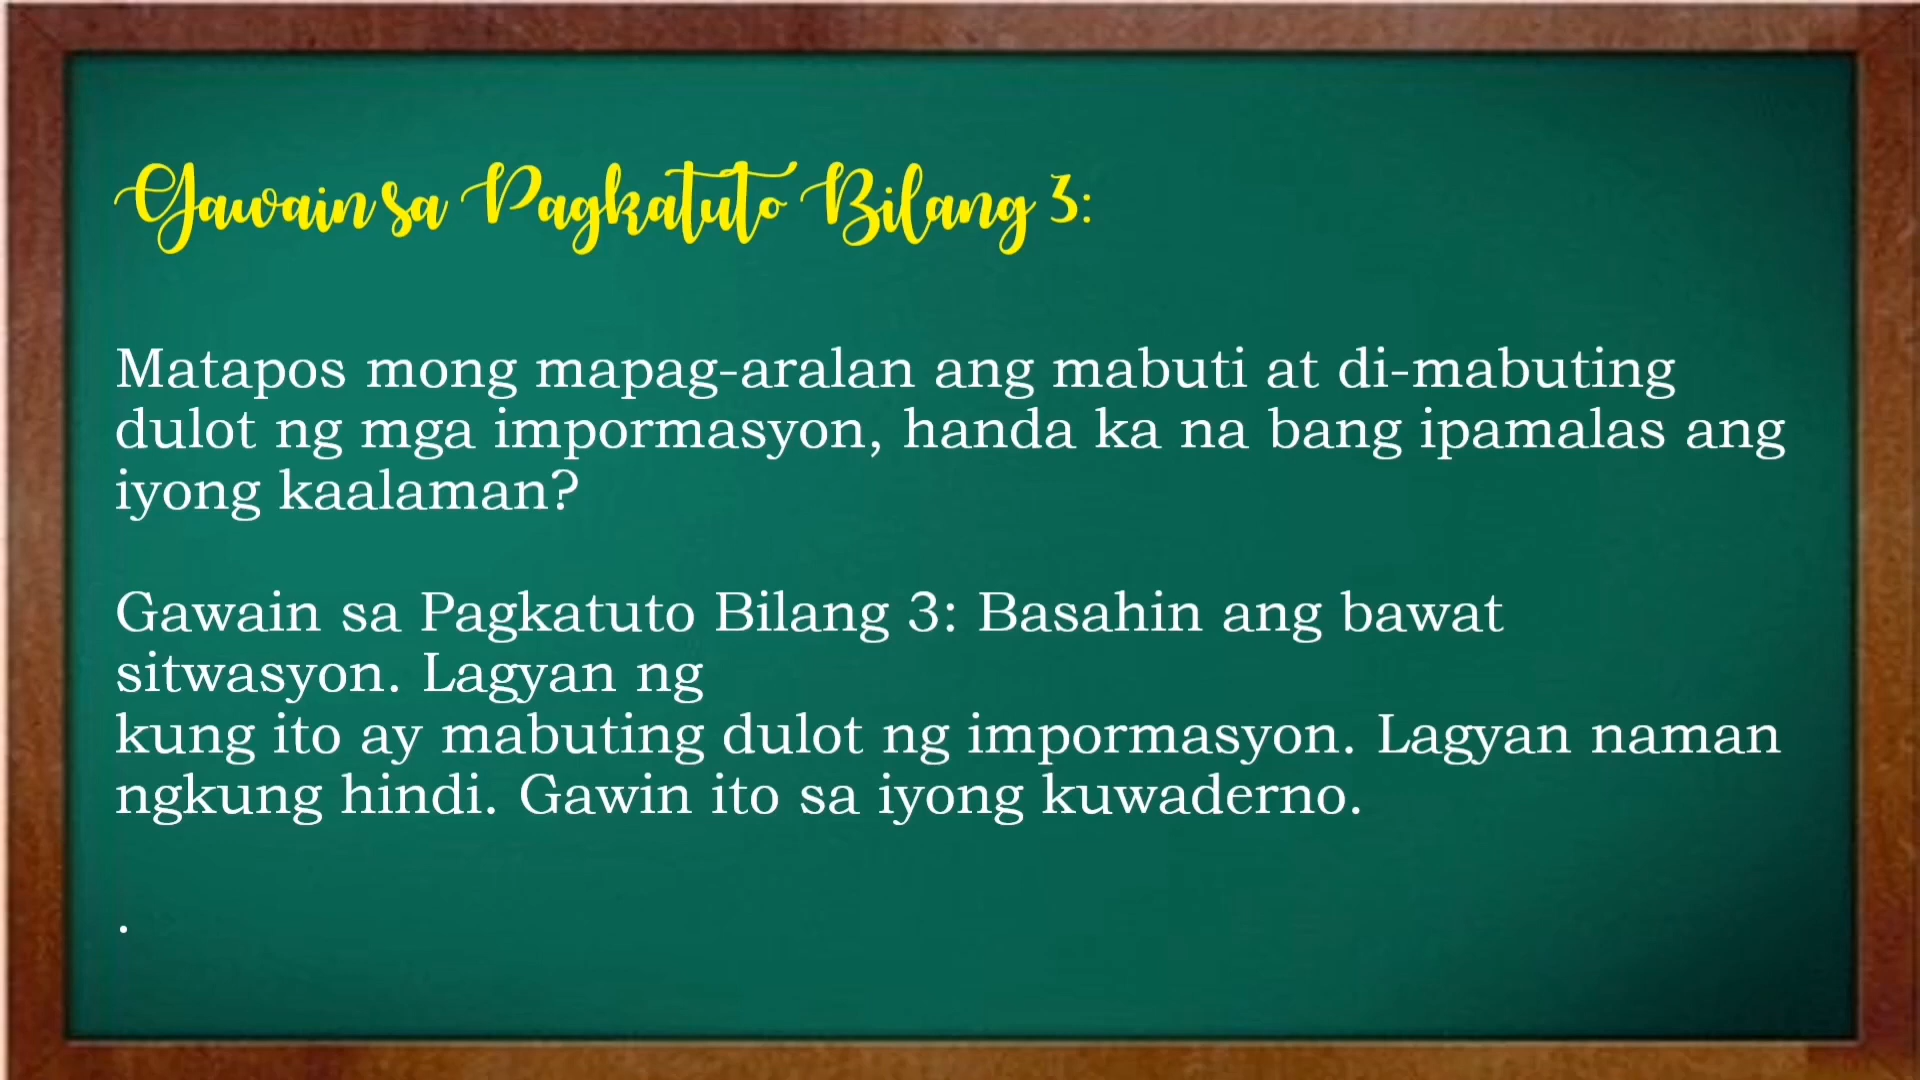 Gawain sa Pagkatuto Bilang 3:
Matapos mong mapag-aralan ang mabuti at di-mabuting
dulot ng mga impormasyon, handa ka na bang ipamalas ang
iyong kaalaman?
Gawain sa Pagkatuto Bilang 3: Basahin ang bawat
sitwasyon. Lagyan ng
kung ito ay mabuting dulot ng impormasyon. Lagyan naman
ngkung hindi. Gawin ito sa iyong kuwaderno.
.